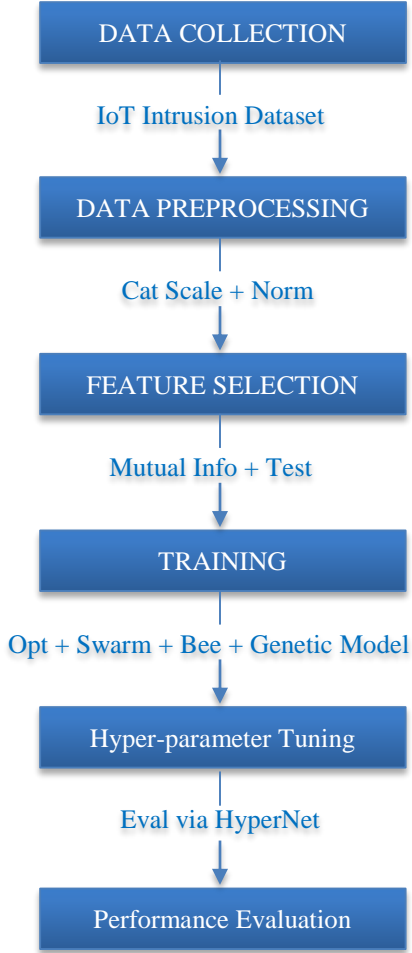 DATA COLLECTION
IoT Intrusion Dataset
DATA PREPROCESSING
Cat Scale + Norm
FEATURE SELECTION
Mutual Info + Test
TRAINING
Opt + Swarm + Bee + Genetic Model
Hyper-parameter Tuning
Eval via HyperNet
Performance Evaluation